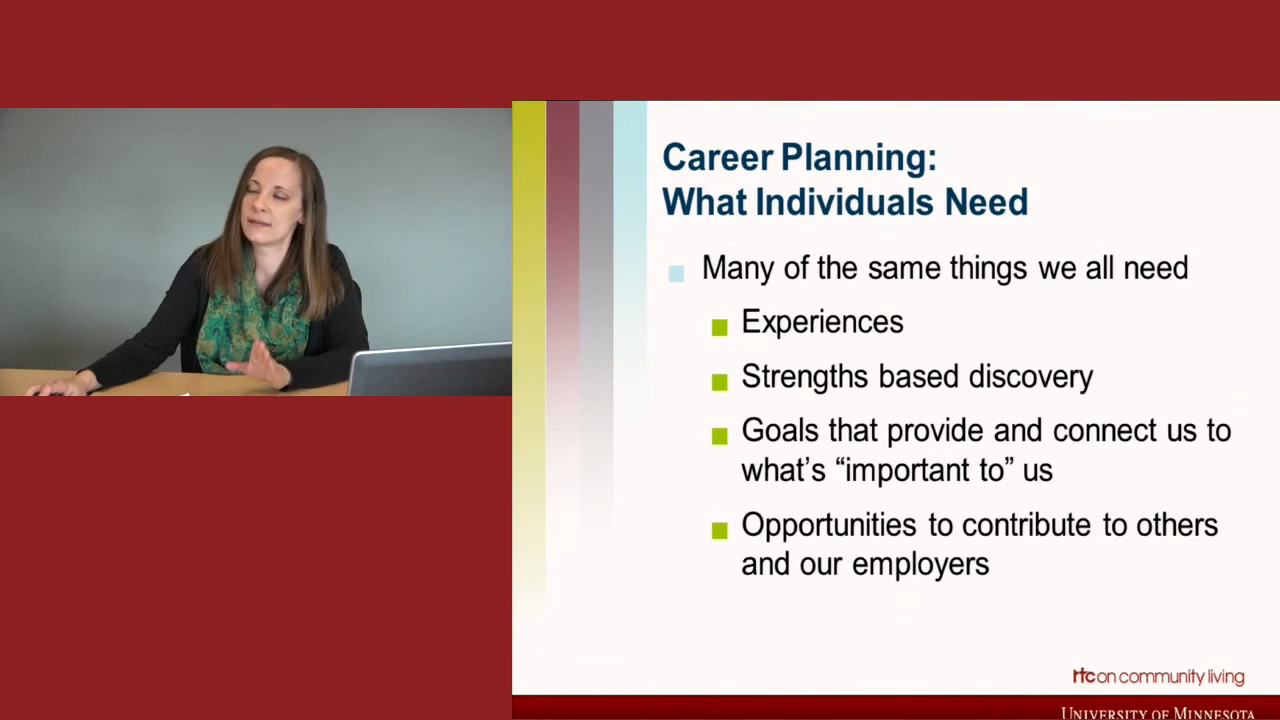 Career Planning:
What Individuals Need
Many of the same things we all need
Experiences
Strengths based discovery
Goals that provide and connect us to
what’s “important to” us
Opportunities to contribute to others
and our employers
rtc on community living
UNIVERSITY OF MINNESOTA